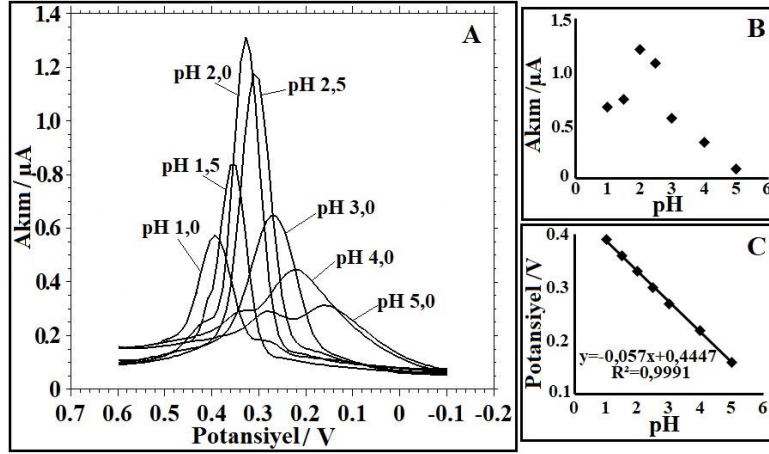 A
1.4
1.2
1.0
0.8
0.6
0.4
0.2
0
Akım/µA
pH 2,0
pH 2,5
pH 1,5
pH 3,0
pH 1,0
pH 4,0
pH 5,0
0.7 0.6 0.5 0.4 0.3 0.2 0.1 0 -0.1 -0.2
Potansiyel/ V
B
1.5
1.0
0.5
0
Akım /µA
0 1 2 3 4 5 6
pH
C
0.4
0.3
0.2
0.1
Potansiyel /V
y=-0,057x+0,4447
R²=0,9991
0 1 2 3 4 5 6
pH